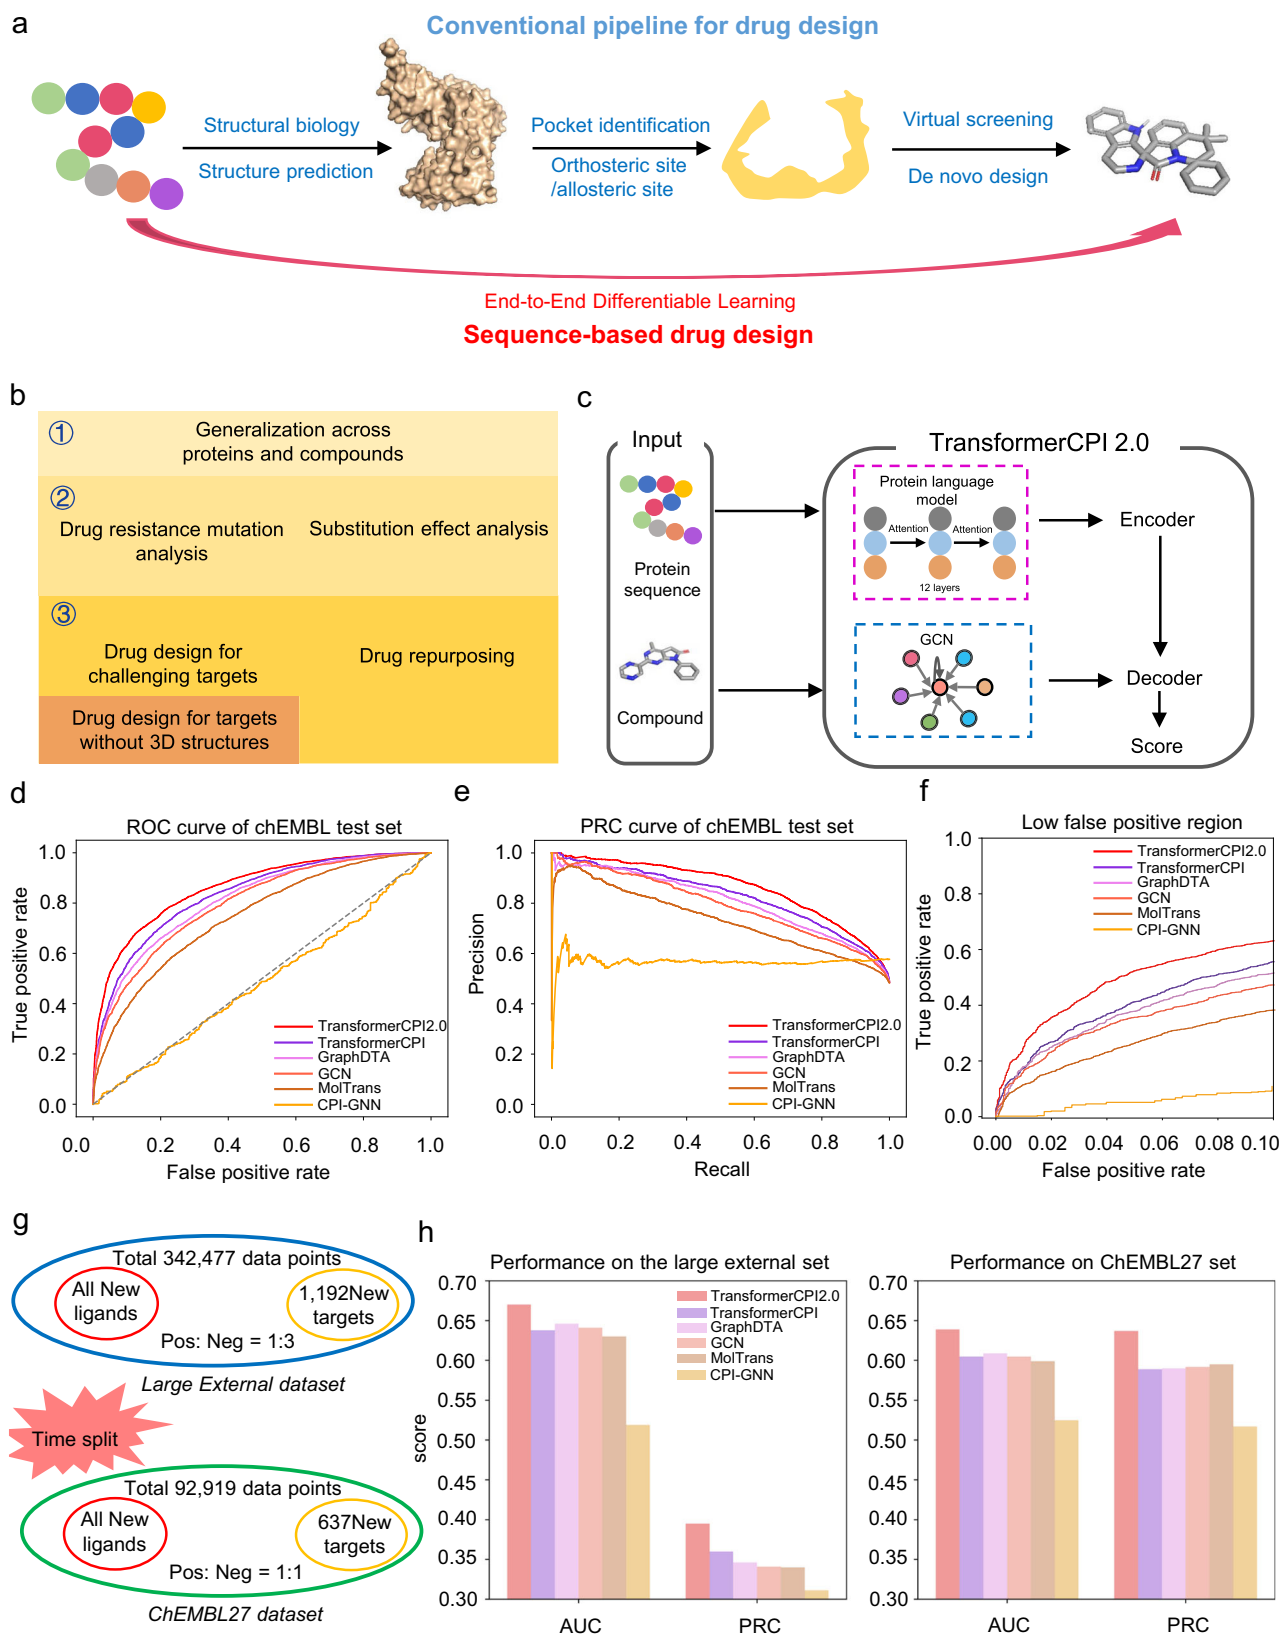 a
Conventional pipeline for drug design
Structural biology
Structure prediction
Pocket identification
Orthosteric site
/allosteric site
Virtual screening
De novo design
End-to-End Differentiable Learning
Sequence-based drug design
b
①
Generalization across
proteins and compounds
②
Drug resistance mutation
analysis
Substitution effect analysis
③
Drug design for
challenging targets
Drug repurposing
Drug design for targets
without 3D structures
c
Input
Protein
sequence
Compound
TransformerCPI 2.0
Protein language
model
Attention
Attention
12 layers
Encoder
GCN
Decoder
Score
d
ROC curve of chEMBL test set
True positive rate
1.0
0.8
0.6
0.4
0.2
0.0
TransformerCPI2.0
TransformerCPI
GraphDTA
GCN
MolTrans
CPI-GNN
0.0 0.2 0.4 0.6 0.8 1.0
False positive rate
e
PRC curve of chEMBL test set
Precision
1.0
0.8
0.6
0.4
0.2
0.0
TransformerCPI2.0
TransformerCPI
GraphDTA
GCN
MolTrans
CPI-GNN
0.0 0.2 0.4 0.6 0.8 1.0
Recall
f
Low false positive region
True positive rate
1.0
0.8
0.6
0.4
0.2
0.0
TransformerCPI2.0
TransformerCPI
GraphDTA
GCN
MolTrans
CPI-GNN
0.00 0.02 0.04 0.06 0.08 0.10
False positive rate
g
Total 342,477 data points
All New
ligands
1,192New
targets
Pos: Neg = 1:3
Large External dataset
Time split
Total 92,919 data points
All New
ligands
637New
targets
Pos: Neg = 1:1
ChEMBL27 dataset
h
Performance on the large external set
score
0.70
0.65
0.60
0.55
0.50
0.45
0.40
0.35
0.30
TransformerCPI2.0
TransformerCPI
GraphDTA
GCN
MolTrans
CPI-GNN
AUC PRC
Performance on ChEMBL27 set
0.70
0.65
0.60
0.55
0.50
0.45
0.40
0.35
0.30
AUC PRC